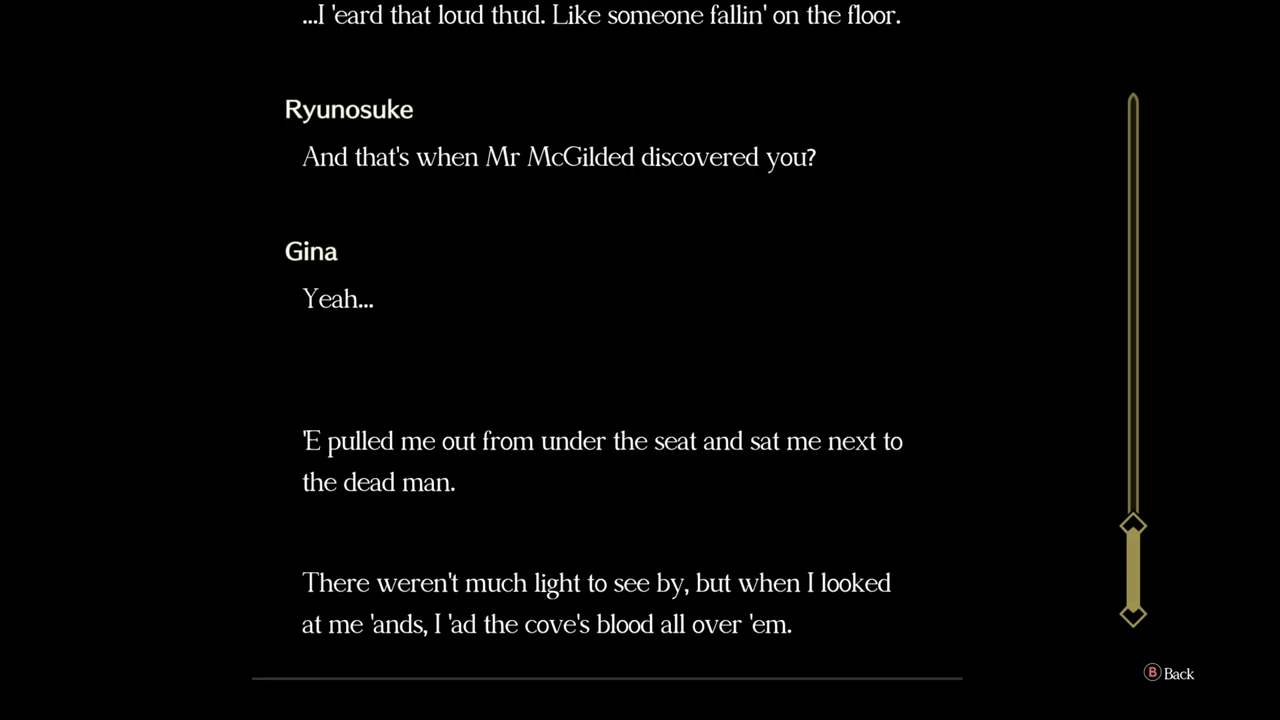 ...I 'eard that loud thud. Like someone fallin' on the floor.
Ryunosuke
And that's when Mr McGilded discovered you?
Gina
Yeah...
'E pulled me out from under the seat and sat me next to
the dead man.
There weren't much light to see by, but when I looked
at me 'ands, I 'ad the cove's blood all over 'em.
B Back